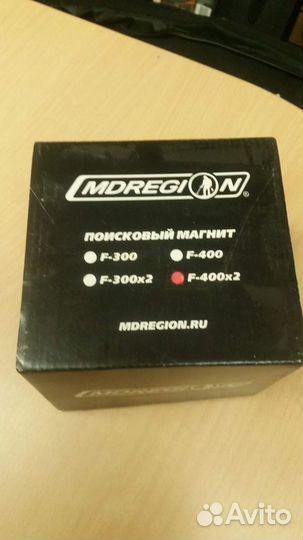 MDREGION®
ПОИСКОВЫЙ МАГНИТ
F-300 F-400
F-300x2 F-400x2
MDREGION.RU
MDREGION
Avito